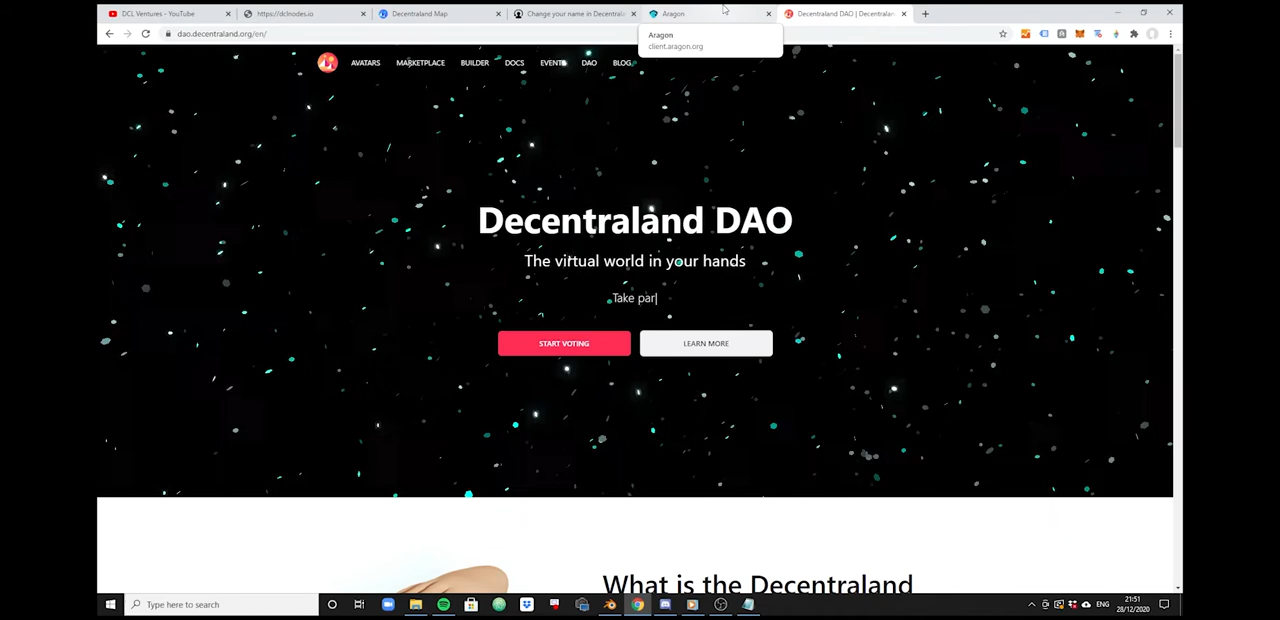 DCL Ventures - YouTube
https://dclnodes.io
Decentraland Map
Change your name in Decentral
Aragon
Decentraland DAO | Decentralan
dao.decentraland.org/en/
Aragon
client.aragon.org
AVATARS
MARKETPLACE
BUILDER
DOCS
EVENTS
DAO
BLOG
Decentraland DAO
The virtual world in your hands
Take par|
START VOTING
LEARN MORE
What is the Decentraland
Type here to search
ENG
21:51
28/12/2020